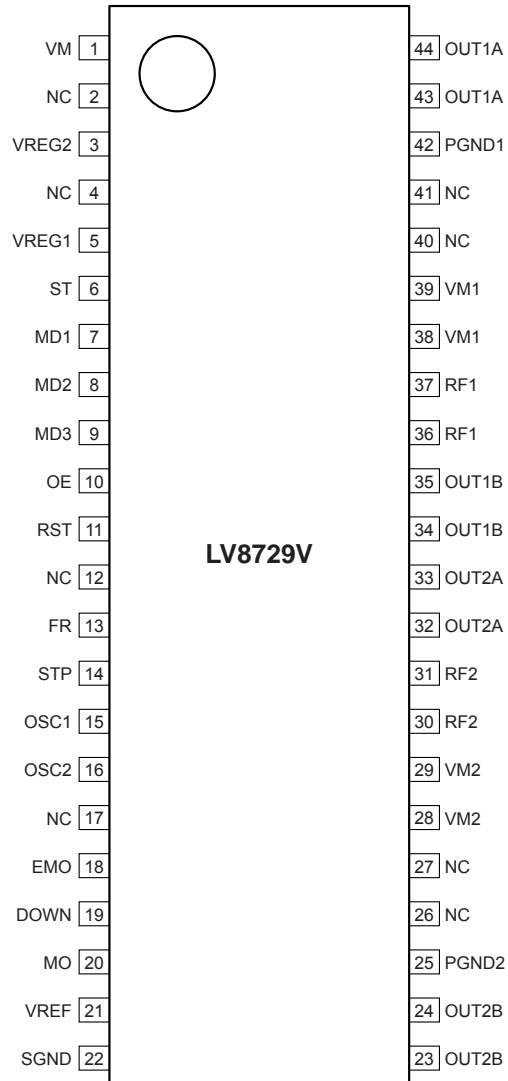 VM 1 44 OUT1A
NC 2 43 OUT1A
VREG2 3 42 PGND1
NC 4 41 NC
VREG1 5 40 NC
ST 6 39 VM1
MD1 7 38 VM1
MD2 8 37 RF1
MD3 9 36 RF1
OE 10 35 OUT1B
RST 11 34 OUT1B
LV8729V
NC 12 33 OUT2A
FR 13 32 OUT2A
STP 14 31 RF2
OSC1 15 30 RF2
OSC2 16 29 VM2
NC 17 28 VM2
EMO 18 27 NC
DOWN 19 26 NC
MO 20 25 PGND2
VREF 21 24 OUT2B
SGND 22 23 OUT2B